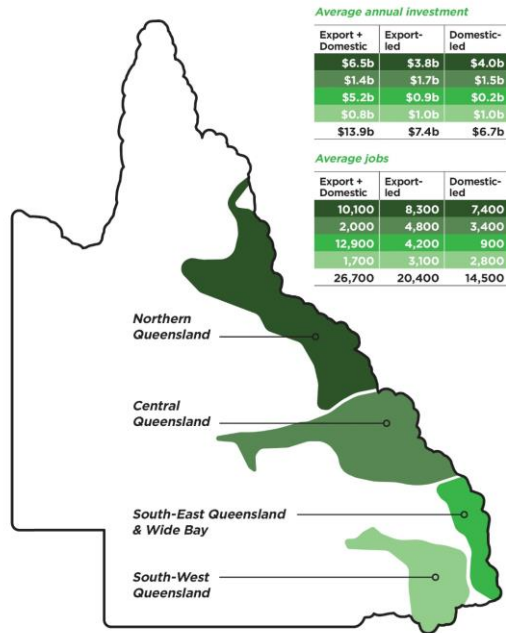 Average annual investment
Export + Domestic Export-led Domestic-led
$6.5b $3.8b $4.0b
$1.4b $1.7b $1.5b
$5.2b $0.9b $0.2b
$0.8b $1.0b $1.0b
$13.9b $7.4b $6.7b
Average jobs
Export + Domestic Export-led Domestic-led
10,100 8,300 7,400
2,000 4,800 3,400
12,900 4,200 900
1,700 3,100 2,800
26,700 20,400 14,500
Northern
Queensland
Central
Queensland
South-East Queensland
& Wide Bay
South-West
Queensland